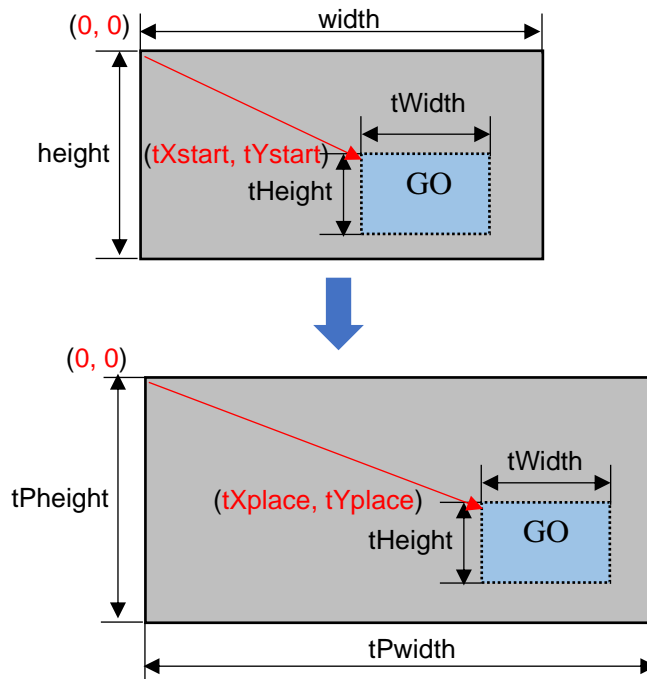 (0, 0)
width
tWidth
height
(tXstart, tYstart)
tHeight
GO
(0, 0)
tWidth
tPheight
(tXplace, tYplace)
tHeight
GO
tPwidth